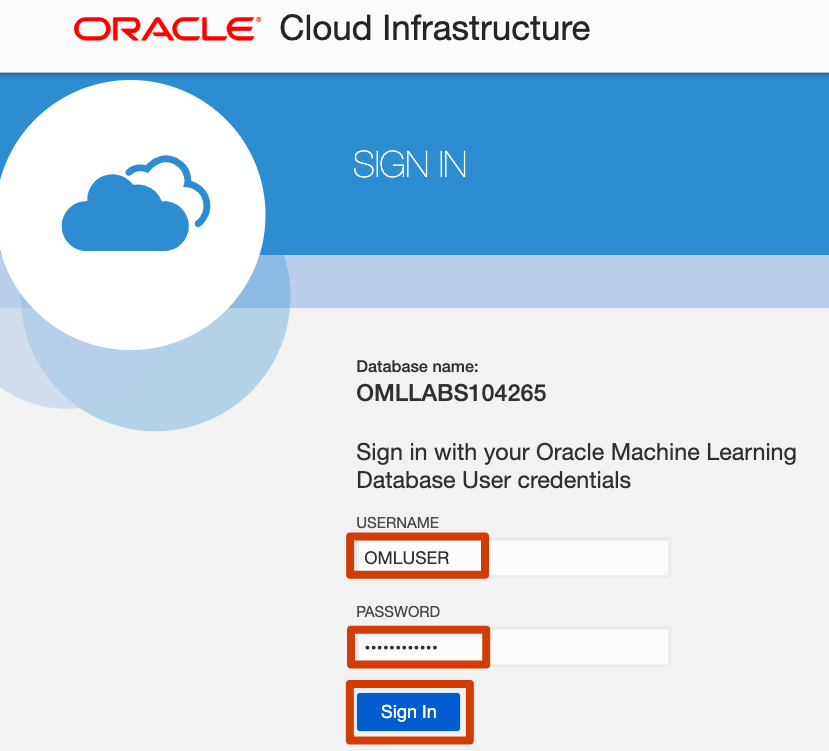 ORACLE® Cloud Infrastructure
SIGN IN
Database name:
OMLLABS104265
Sign in with your Oracle Machine Learning
Database User credentials
USERNAME
OMLUSER
PASSWORD
••••••••••••
Sign In